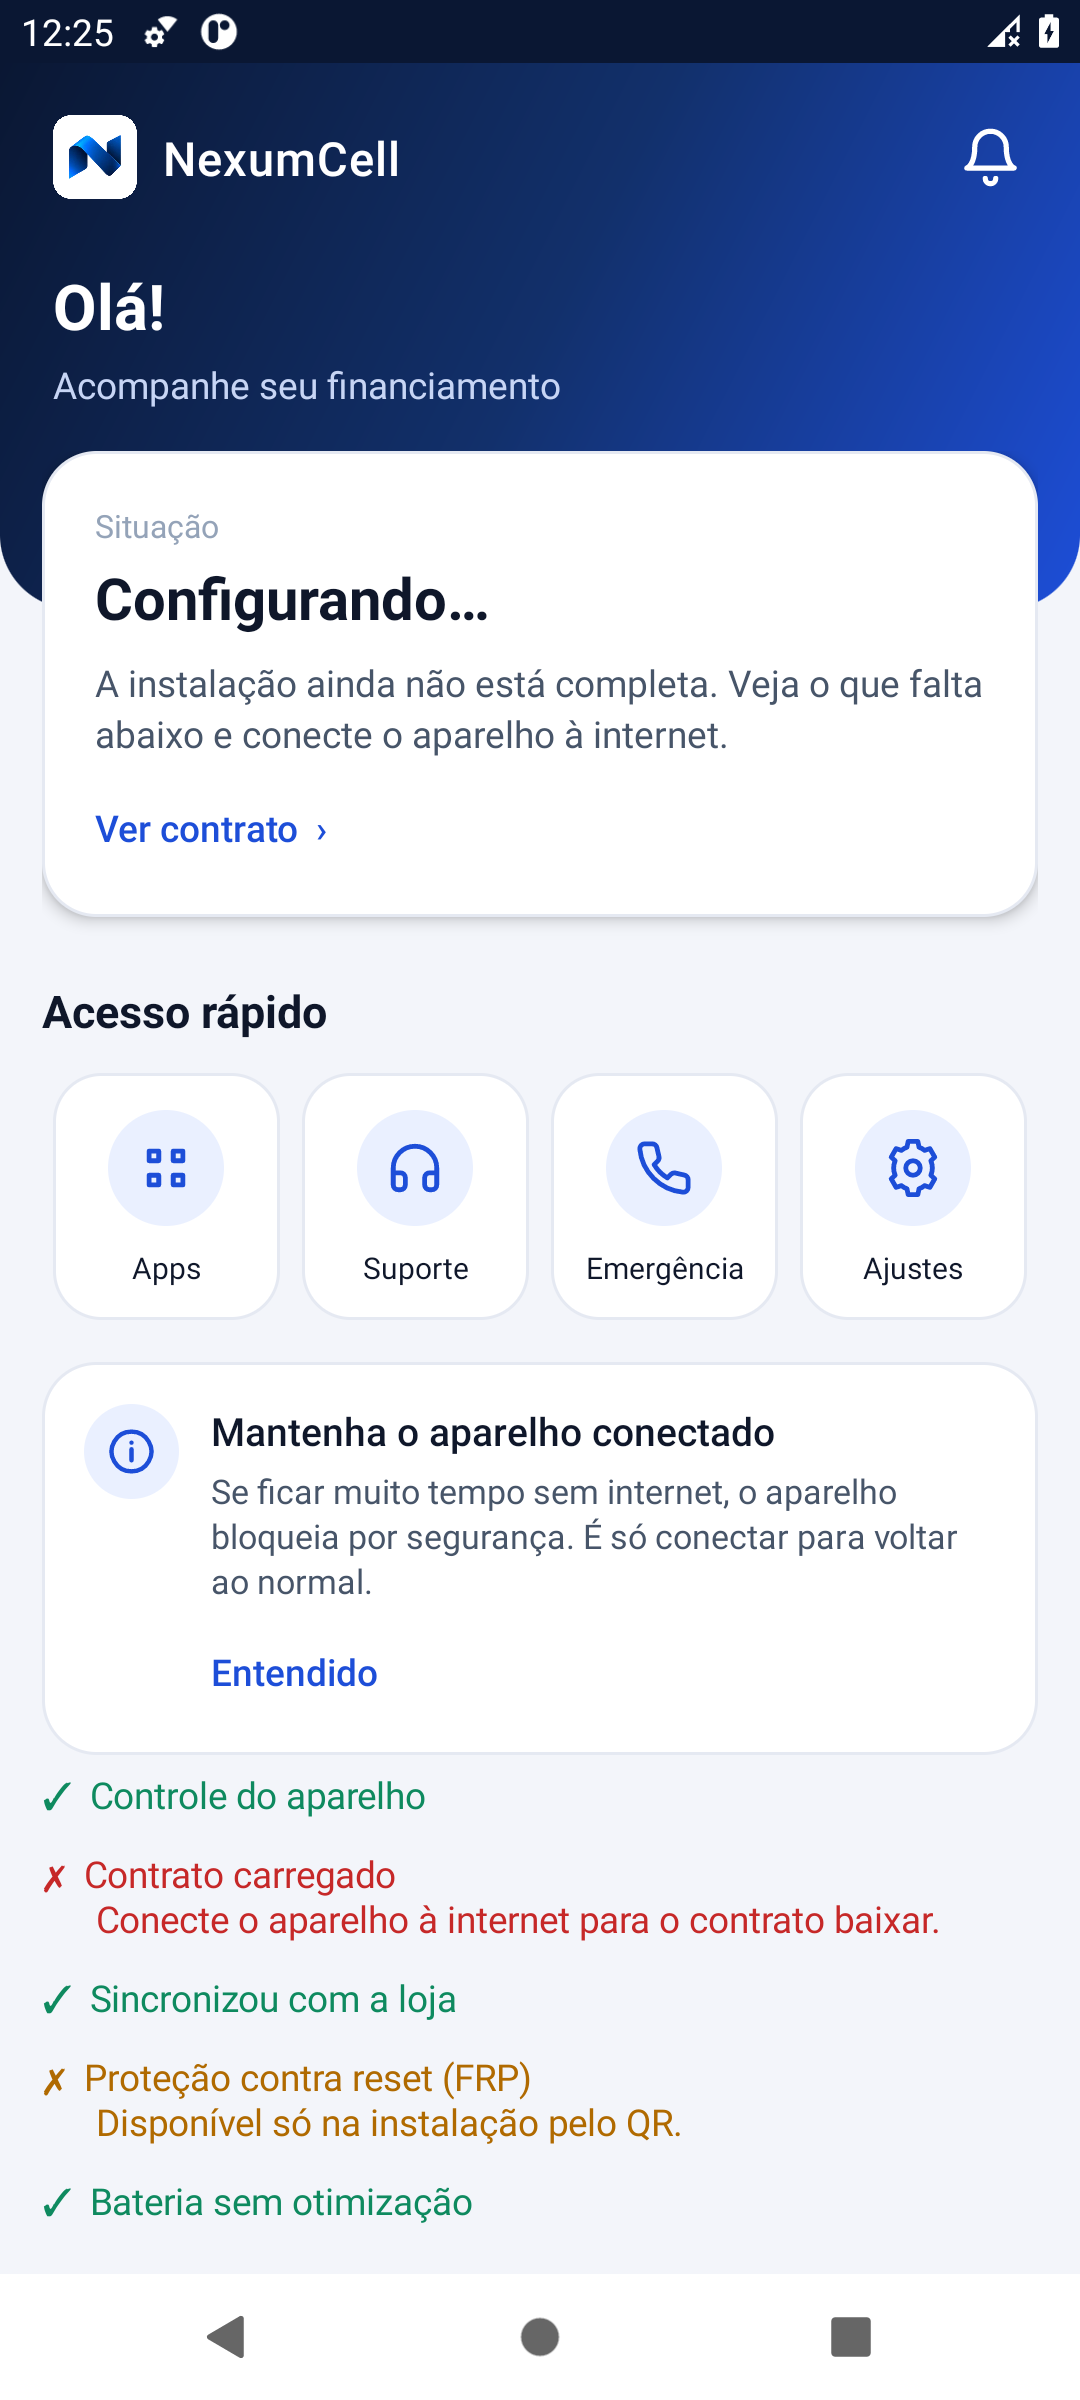 12:25
NexumCell
Olá!
Acompanhe seu financiamento
Situação
Configurando...
A instalação ainda não está completa. Veja o que falta
abaixo e conecte o aparelho à internet.
Ver contrato ›
Acesso rápido
Apps
Suporte
Emergência
Ajustes
Mantenha o aparelho conectado
Se ficar muito tempo sem internet, o aparelho
bloqueia por segurança. É só conectar para voltar
ao normal.
Entendido
✓ Controle do aparelho
✗ Contrato carregado
Conecte o aparelho à internet para o contrato baixar.
✓ Sincronizou com a loja
✗ Proteção contra reset (FRP)
Disponível só na instalação pelo QR.
✓ Bateria sem otimização